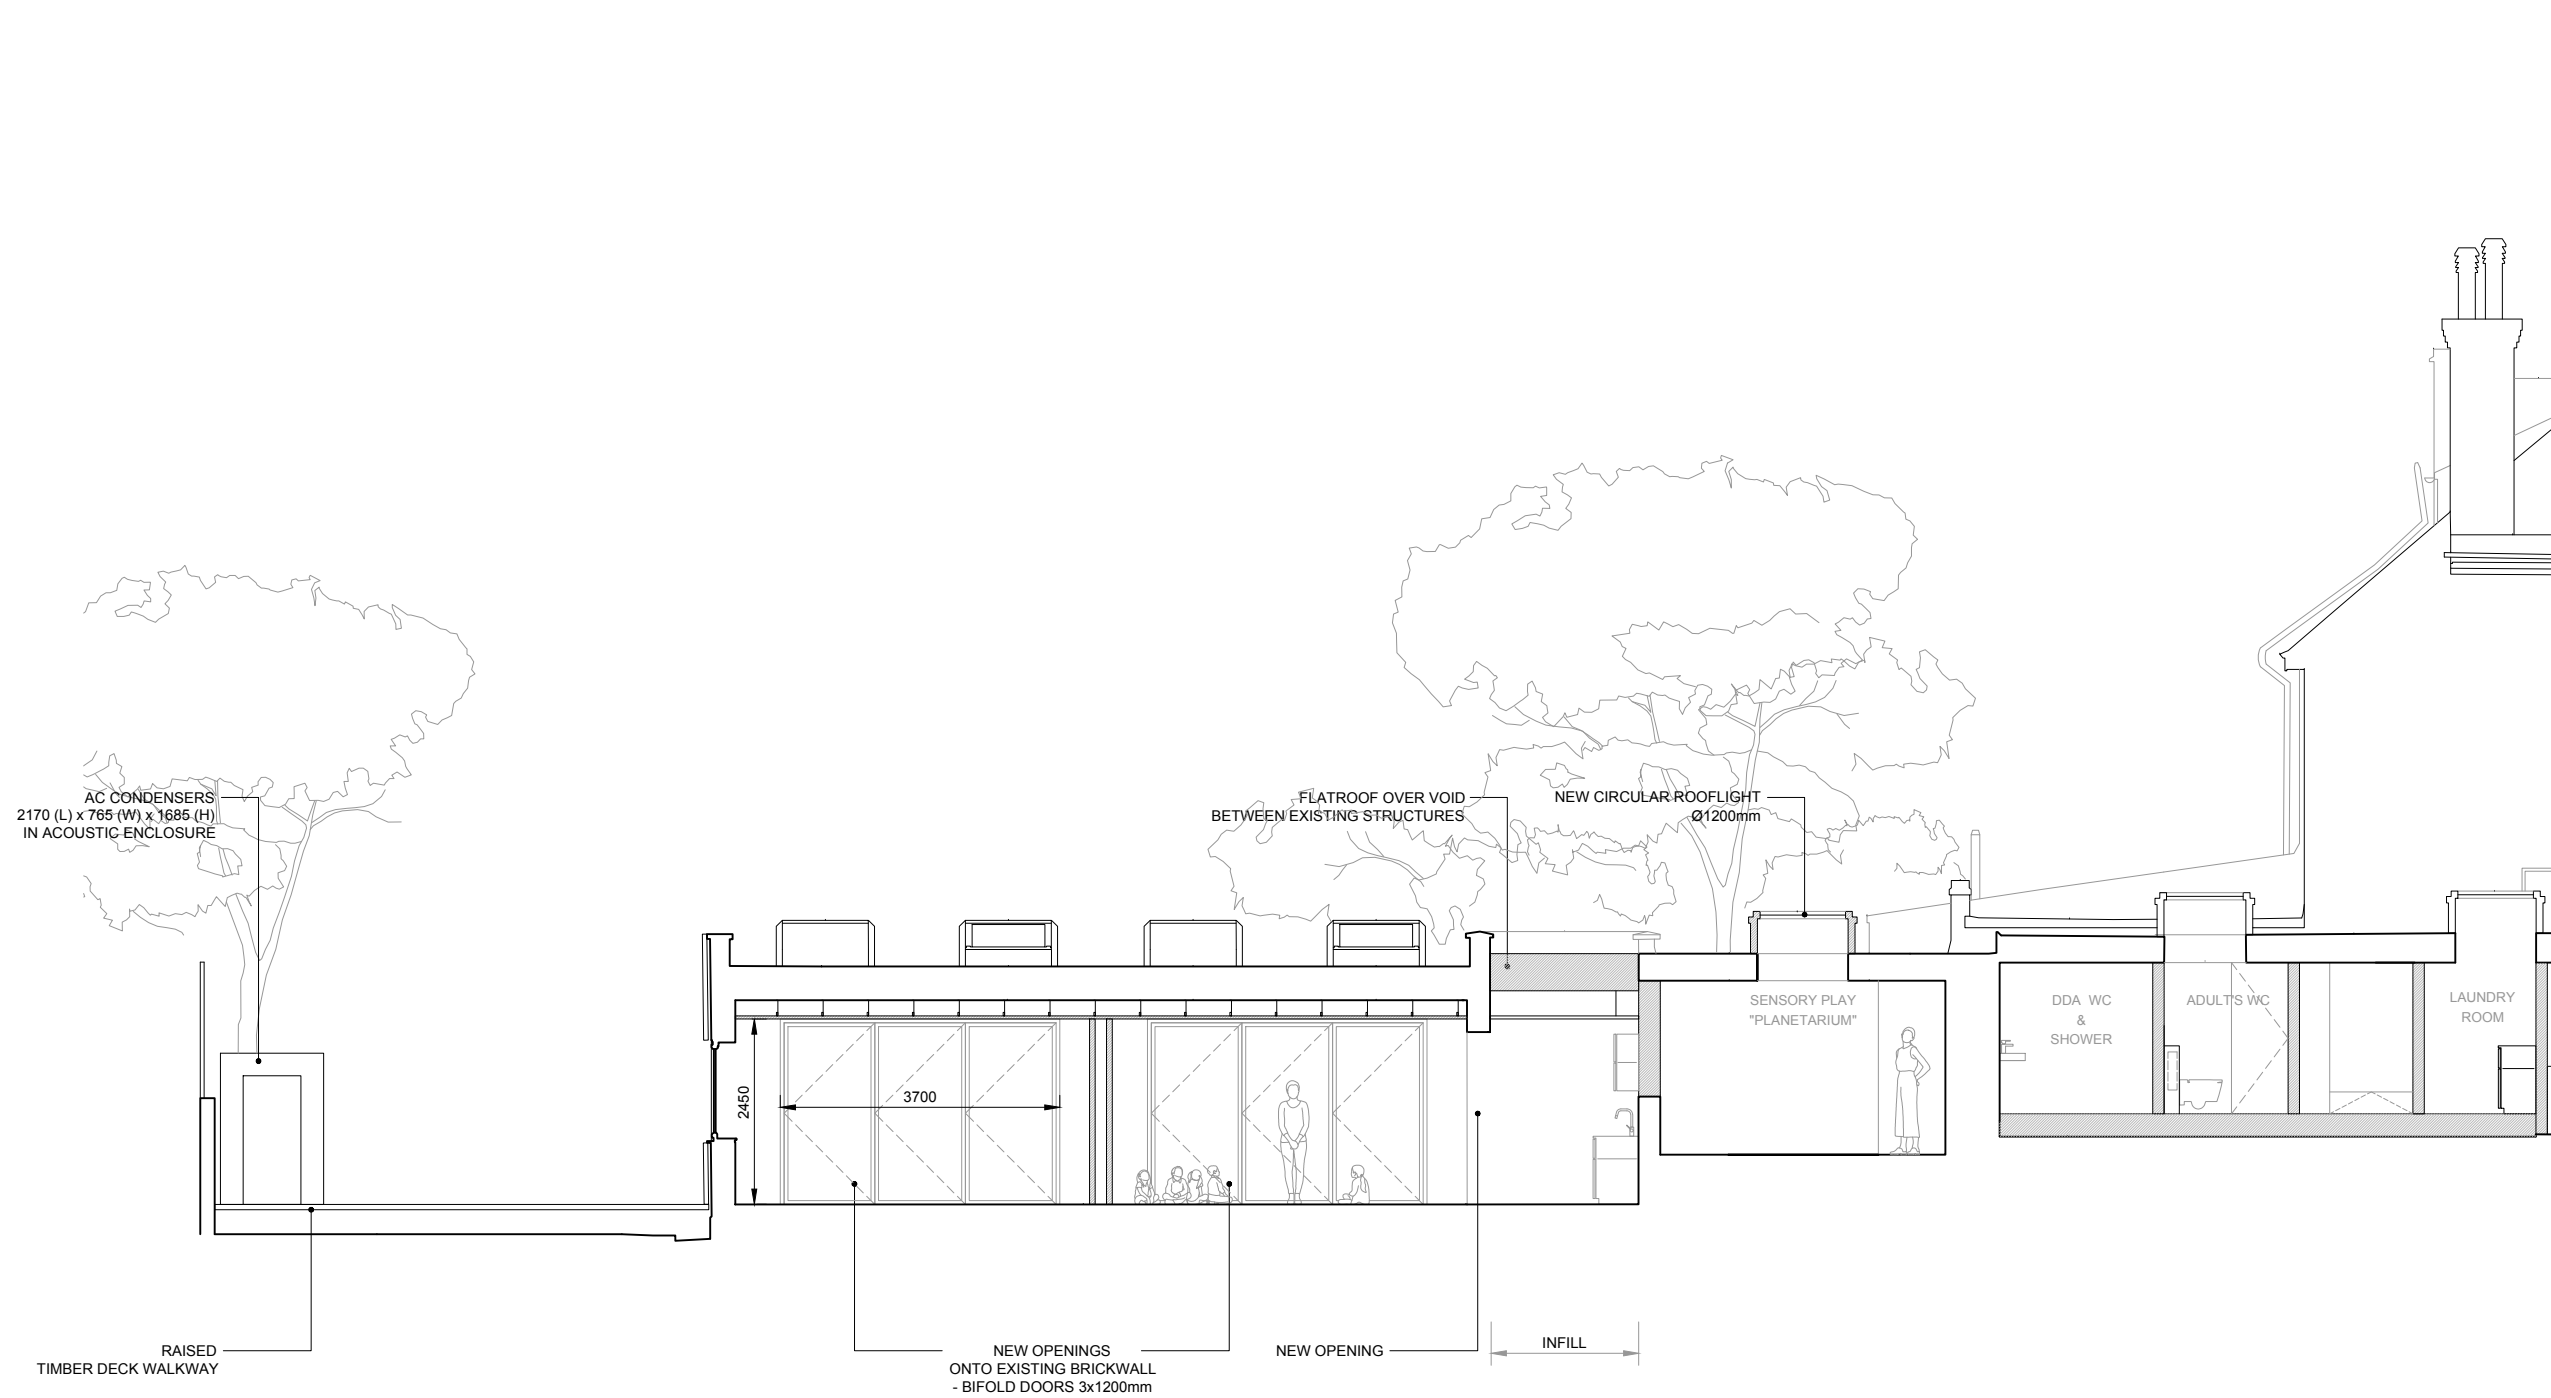 AC CONDENSERS
2170 (L) x 765 (W) x 1685 (H)
IN ACOUSTIC ENCLOSURE
FLATROOF OVER VOID
BETWEEN EXISTING STRUCTURES
NEW CIRCULAR ROOFLIGHT
Ø1200mm
SENSORY PLAY
"PLANETARIUM"
DDA WC
&
SHOWER
ADULT'S WC
LAUNDRY
ROOM
2450
3700
RAISED
TIMBER DECK WALKWAY
NEW OPENINGS
ONTO EXISTING BRICKWALL
- BIFOLD DOORS 3x1200mm
NEW OPENING
INFILL